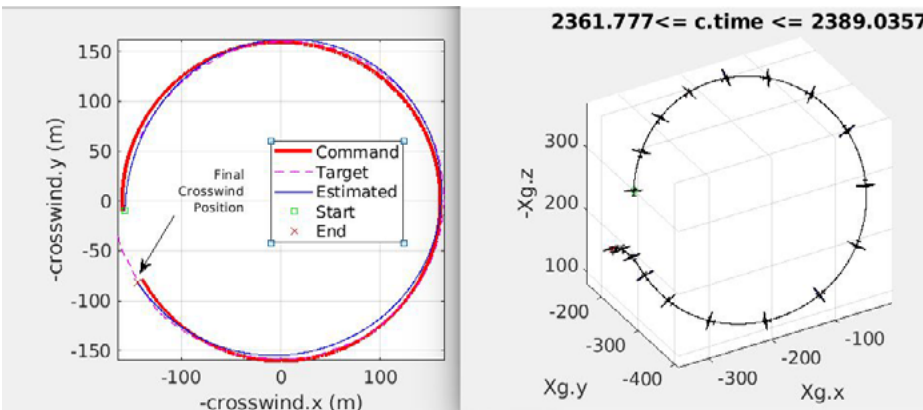 2361.777<= c.time <= 2389.0357
150
100
50
0
-50
-100
-150
-crosswind.y (m)
-100
0
100
-crosswind.x (m)
Final
Crosswind
Position
Command
Target
Estimated
Start
End
300
200
100
-Xg.z
-200
-300
-400
Xg.y
-300
-200
-100
Xg.x